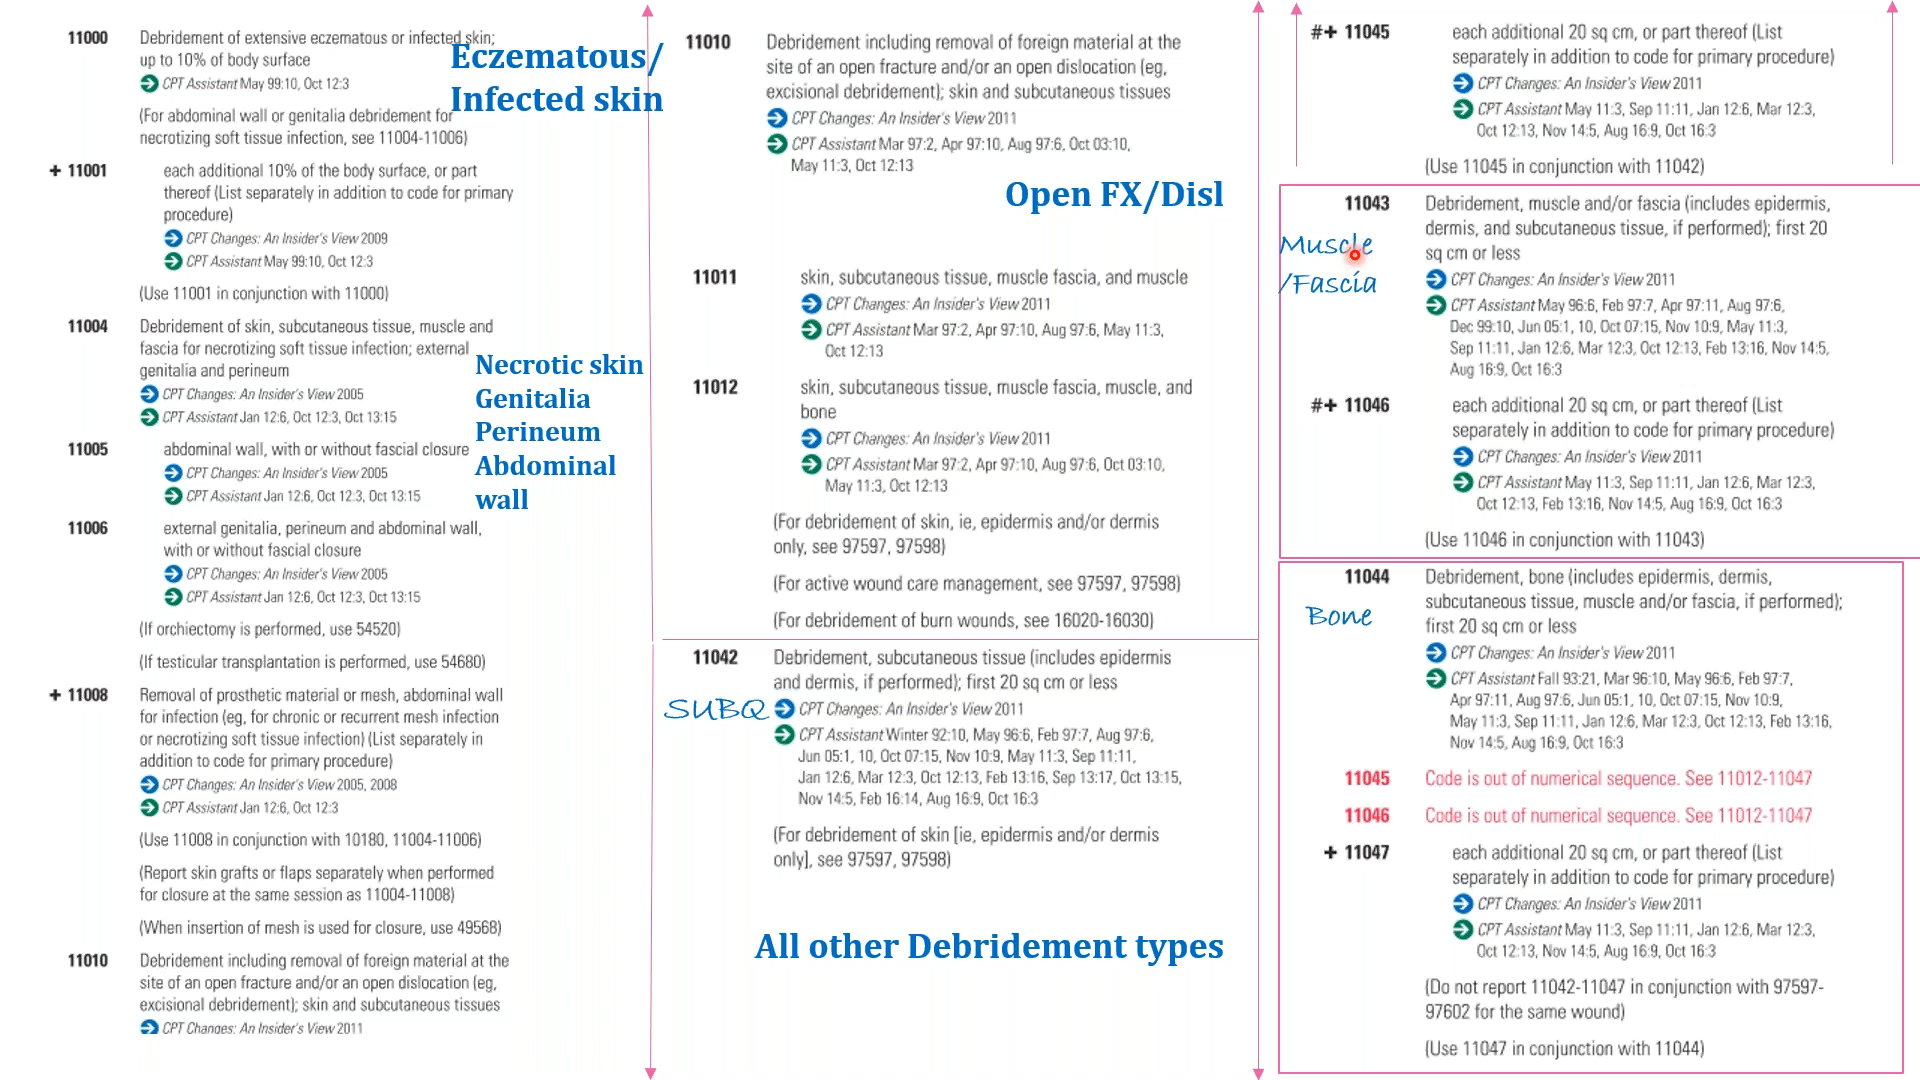 11000 Debridement of extensive eczematous or infected skin;
up to 10% of body surface
CPT Assistant May 99:10, Oct 12:3
(For abdominal wall or genitalia debridement for
necrotizing soft tissue infection, see 11004-11006)
+ 11001 each additional 10% of the body surface, or part
thereof (List separately in addition to code for primary
procedure)
CPT Changes: An Insider's View 2009
CPT Assistant May 99:10, Oct 12:3
(Use 11001 in conjunction with 11000)
11004 Debridement of skin, subcutaneous tissue, muscle and
fascia for necrotizing soft tissue infection; external
genitalia and perineum
CPT Changes: An Insider's View 2005
CPT Assistant Jan 12:6, Oct 12:3, Oct 13:15
11005 abdominal wall, with or without fascial closure
CPT Changes: An Insider's View 2005
CPT Assistant Jan 12:6, Oct 12:3, Oct 13:15
11006 external genitalia, perineum and abdominal wall,
with or without fascial closure
CPT Changes: An Insider's View 2005
CPT Assistant Jan 12:6, Oct 12:3, Oct 13:15
(If orchiectomy is performed, use 54520)
(If testicular transplantation is performed, use 54680)
+ 11008 Removal of prosthetic material or mesh, abdominal wall
for infection (eg, for chronic or recurrent mesh infection
or necrotizing soft tissue infection) (List separately in
addition to code for primary procedure)
CPT Changes: An Insider's View 2005, 2008
CPT Assistant Jan 12:6, Oct 12:3
(Use 11008 in conjunction with 10180, 11004-11006)
(Report skin grafts or flaps separately when performed
for closure at the same session as 11004-11008)
(When insertion of mesh is used for closure, use 49568)
11010 Debridement including removal of foreign material at the
site of an open fracture and/or an open dislocation (eg,
excisional debridement); skin and subcutaneous tissues
CPT Changes: An Insider's View 2011
Eczematous/
Infected skin
Necrotic skin
Genitalia
Perineum
Abdominal
wall
11010 Debridement including removal of foreign material at the
site of an open fracture and/or an open dislocation (eg,
excisional debridement); skin and subcutaneous tissues
CPT Changes: An Insider's View 2011
CPT Assistant Mar 97:2, Apr 97:10, Aug 97:6, Oct 03:10,
May 11:3, Oct 12:13
Open FX/Disl
11011 skin, subcutaneous tissue, muscle fascia, and muscle
CPT Changes: An Insider's View 2011
CPT Assistant Mar 97:2, Apr 97:10, Aug 97:6, May 11:3,
Oct 12:13
11012 skin, subcutaneous tissue, muscle fascia, muscle, and
bone
CPT Changes: An Insider's View 2011
CPT Assistant Mar 97:2, Apr 97:10, Aug 97:6, Oct 03:10,
May 11:3, Oct 12:13
(For debridement of skin, ie, epidermis and/or dermis
only, see 97597, 97598)
(For active wound care management, see 97597, 97598)
(For debridement of burn wounds, see 16020-16030)
11042 Debridement, subcutaneous tissue (includes epidermis
and dermis, if performed); first 20 sq cm or less
SUBQ
CPT Changes: An Insider's View 2011
CPT Assistant Winter 92:10, May 96:6, Feb 97:7, Aug 97:6,
Jun 05:1, 10, Oct 07:15, Nov 10:9, May 11:3, Sep 11:11,
Jan 12:6, Mar 12:3, Oct 12:13, Feb 13:16, Sep 13:17, Oct 13:15,
Nov 14:5, Feb 16:14, Aug 16:9, Oct 16:3
(For debridement of skin [ie, epidermis and/or dermis
only], see 97597, 97598)
All other Debridement types
#+ 11045 each additional 20 sq cm, or part thereof (List
separately in addition to code for primary procedure)
CPT Changes: An Insider's View 2011
CPT Assistant May 11:3, Sep 11:11, Jan 12:6, Mar 12:3,
Oct 12:13, Nov 14:5, Aug 16:9, Oct 16:3
(Use 11045 in conjunction with 11042)
11043 Debridement, muscle and/or fascia (includes epidermis,
dermis, and subcutaneous tissue, if performed); first 20
sq cm or less
Muscle
/Fascia
CPT Changes: An Insider's View 2011
CPT Assistant May 96:6, Feb 97:7, Apr 97:11, Aug 97:6,
Dec 99:10, Jun 05:1, 10, Oct 07:15, Nov 10:9, May 11:3,
Sep 11:11, Jan 12:6, Mar 12:3, Oct 12:13, Feb 13:16, Nov 14:5,
Aug 16:9, Oct 16:3
#+ 11046 each additional 20 sq cm, or part thereof (List
separately in addition to code for primary procedure)
CPT Changes: An Insider's View 2011
CPT Assistant May 11:3, Sep 11:11, Jan 12:6, Mar 12:3,
Oct 12:13, Feb 13:16, Nov 14:5, Aug 16:9, Oct 16:3
(Use 11046 in conjunction with 11043)
11044 Debridement, bone (includes epidermis, dermis,
subcutaneous tissue, muscle and/or fascia, if performed);
first 20 sq cm or less
Bone
CPT Changes: An Insider's View 2011
CPT Assistant Fall 93:21, Mar 96:10, May 96:6, Feb 97:7,
Apr 97:11, Aug 97:6, Jun 05:1, 10, Oct 07:15, Nov 10:9,
May 11:3, Sep 11:11, Jan 12:6, Mar 12:3, Oct 12:13, Feb 13:16,
Nov 14:5, Aug 16:9, Oct 16:3
11045 Code is out of numerical sequence. See 11012-11047
11046 Code is out of numerical sequence. See 11012-11047
+ 11047 each additional 20 sq cm, or part thereof (List
separately in addition to code for primary procedure)
CPT Changes: An Insider's View 2011
CPT Assistant May 11:3, Sep 11:11, Jan 12:6, Mar 12:3,
Oct 12:13, Nov 14:5, Aug 16:9, Oct 16:3
(Do not report 11042-11047 in conjunction with 97597-
97602 for the same wound)
(Use 11047 in conjunction with 11044)